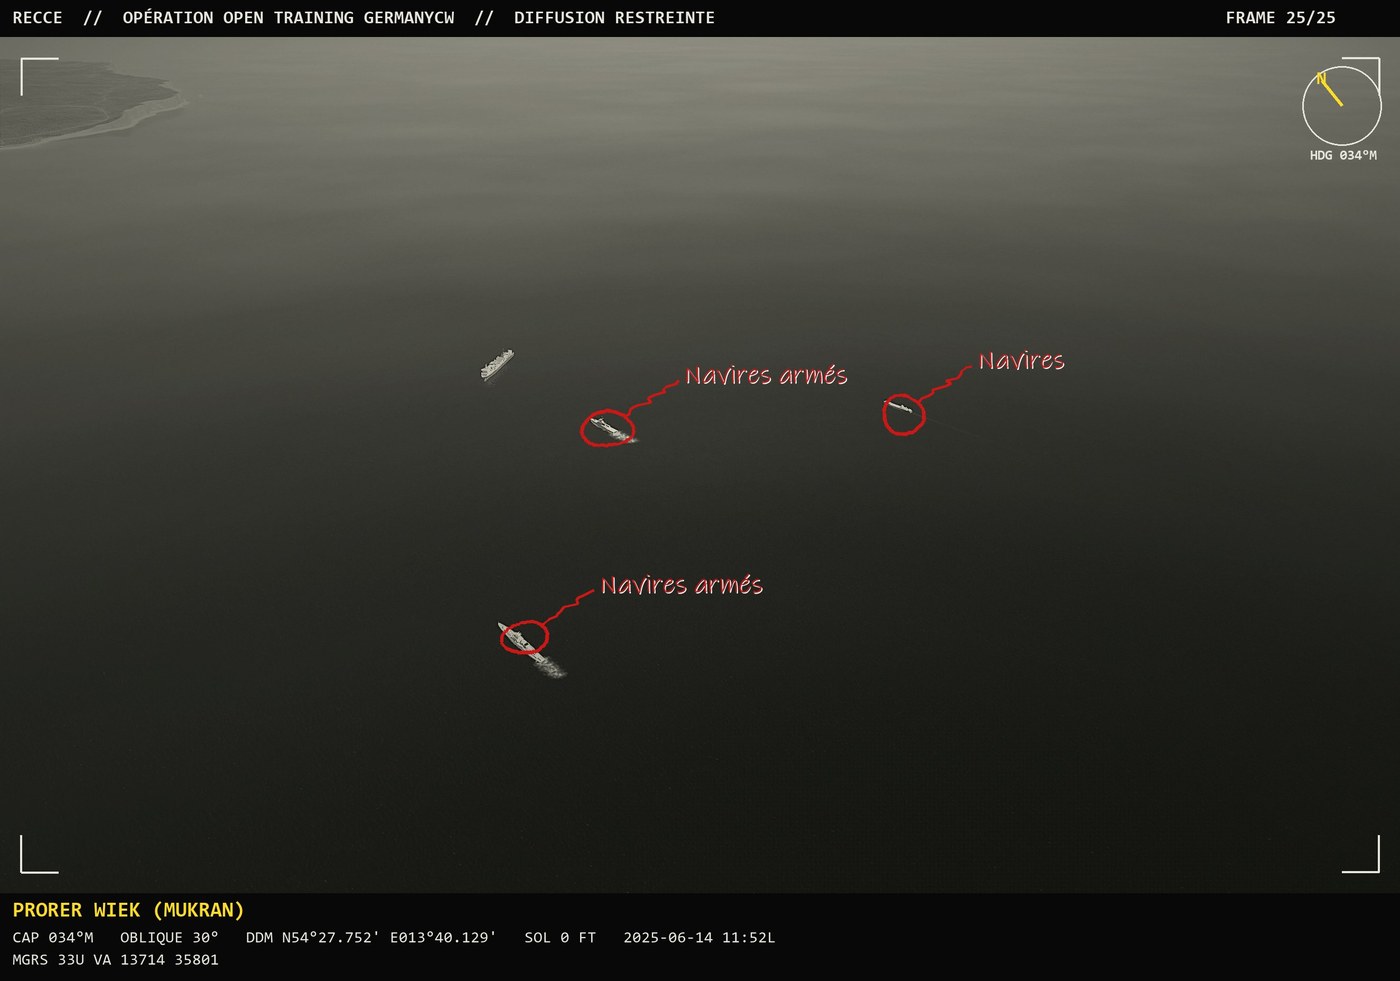 RECCE // OPÉRATION OPEN TRAINING GERMANYCW // DIFFUSION RESTREINTE FRAME 25/25
N
HDG 034°M
Navires armés
Navires
Navires armés
PRORER WIEK (MUKRAN)
CAP 034°M OBLIQUE 30° DDM N54°27.752' E013°40.129' SOL 0 FT 2025-06-14 11:52L
MGRS 33U VA 13714 35801